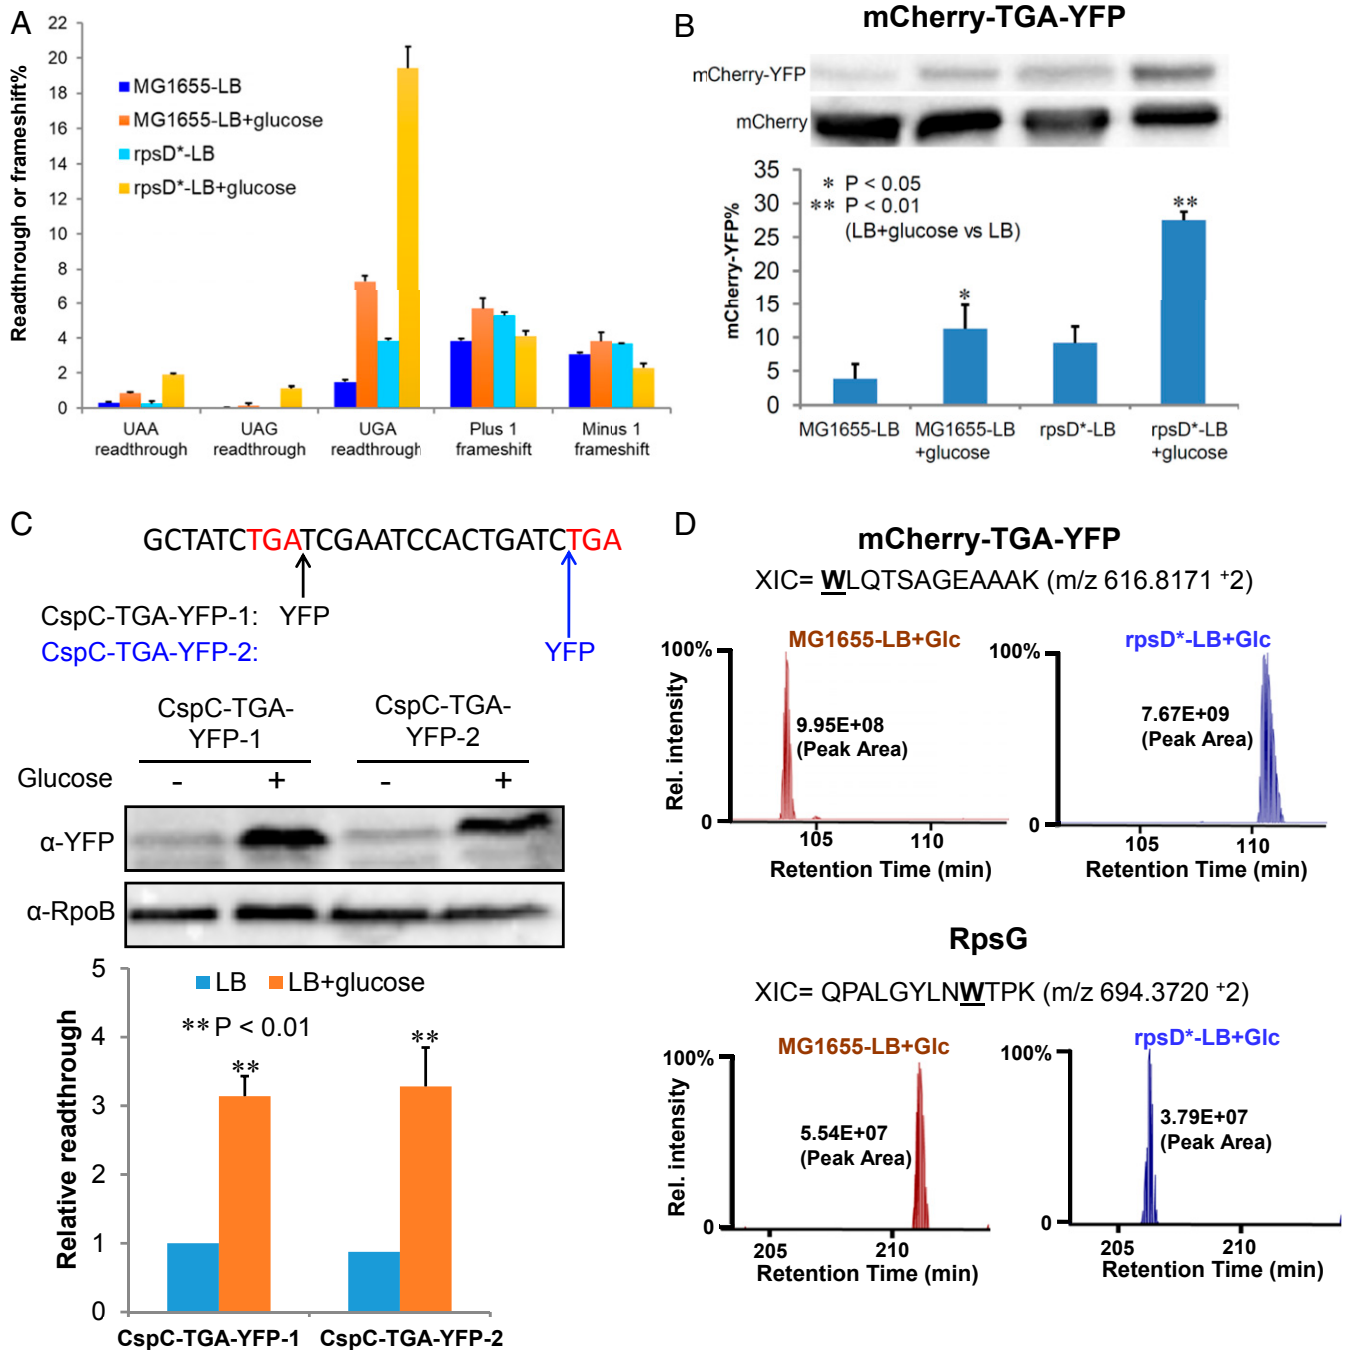 A
Readthrough or frameshift%
22
20
18
16
14
12
10
8
6
4
2
0
MG1655-LB
MG1655-LB+glucose
rpsD*-LB
rpsD*-LB+glucose
UAA readthrough
UAG readthrough
UGA readthrough
Plus 1 frameshift
Minus 1 frameshift
B
mCherry-TGA-YFP
mCherry-YFP
mCherry
mCherry-YFP%
35
30
25
20
15
10
5
0
* P < 0.05
** P < 0.01
(LB+glucose vs LB)
*
**
MG1655-LB
MG1655-LB +glucose
rpsD*-LB
rpsD*-LB +glucose
C
GCTATCTGATCGAATCCACTGATCTGA
CspC-TGA-YFP-1: YFP
CspC-TGA-YFP-2: YFP
CspC-TGA-YFP-1
CspC-TGA-YFP-2
Glucose - + - +
α-YFP
α-RpoB
Relative readthrough
5
4
3
2
1
0
LB LB+glucose
** P < 0.01
**
**
CspC-TGA-YFP-1 CspC-TGA-YFP-2
D
mCherry-TGA-YFP
XIC= WLQTSAGEAAAK (m/z 616.8171 +2)
MG1655-LB+Glc
100%
0
Rel. intensity
9.95E+08
(Peak Area)
105 110
Retention Time (min)
rpsD*-LB+Glc
100%
0
7.67E+09
(Peak Area)
105 110
Retention Time (min)
RpsG
XIC= QPALGYLNWTPK (m/z 694.3720 +2)
MG1655-LB+Glc
100%
0
Rel. intensity
5.54E+07
(Peak Area)
205 210
Retention Time (min)
rpsD*-LB+Glc
100%
0
3.79E+07
(Peak Area)
205 210
Retention Time (min)